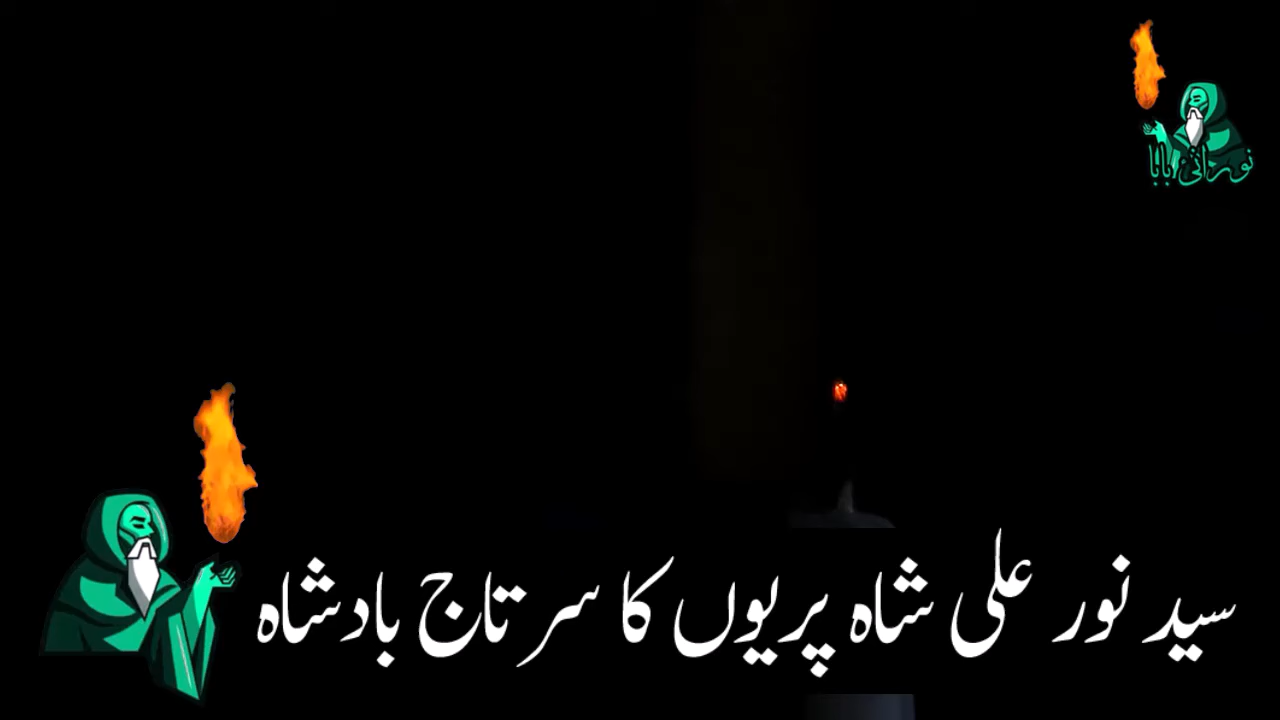 نورانی بابا
سید نور علی شاہ پریوں کا سرتاج بادشاہ